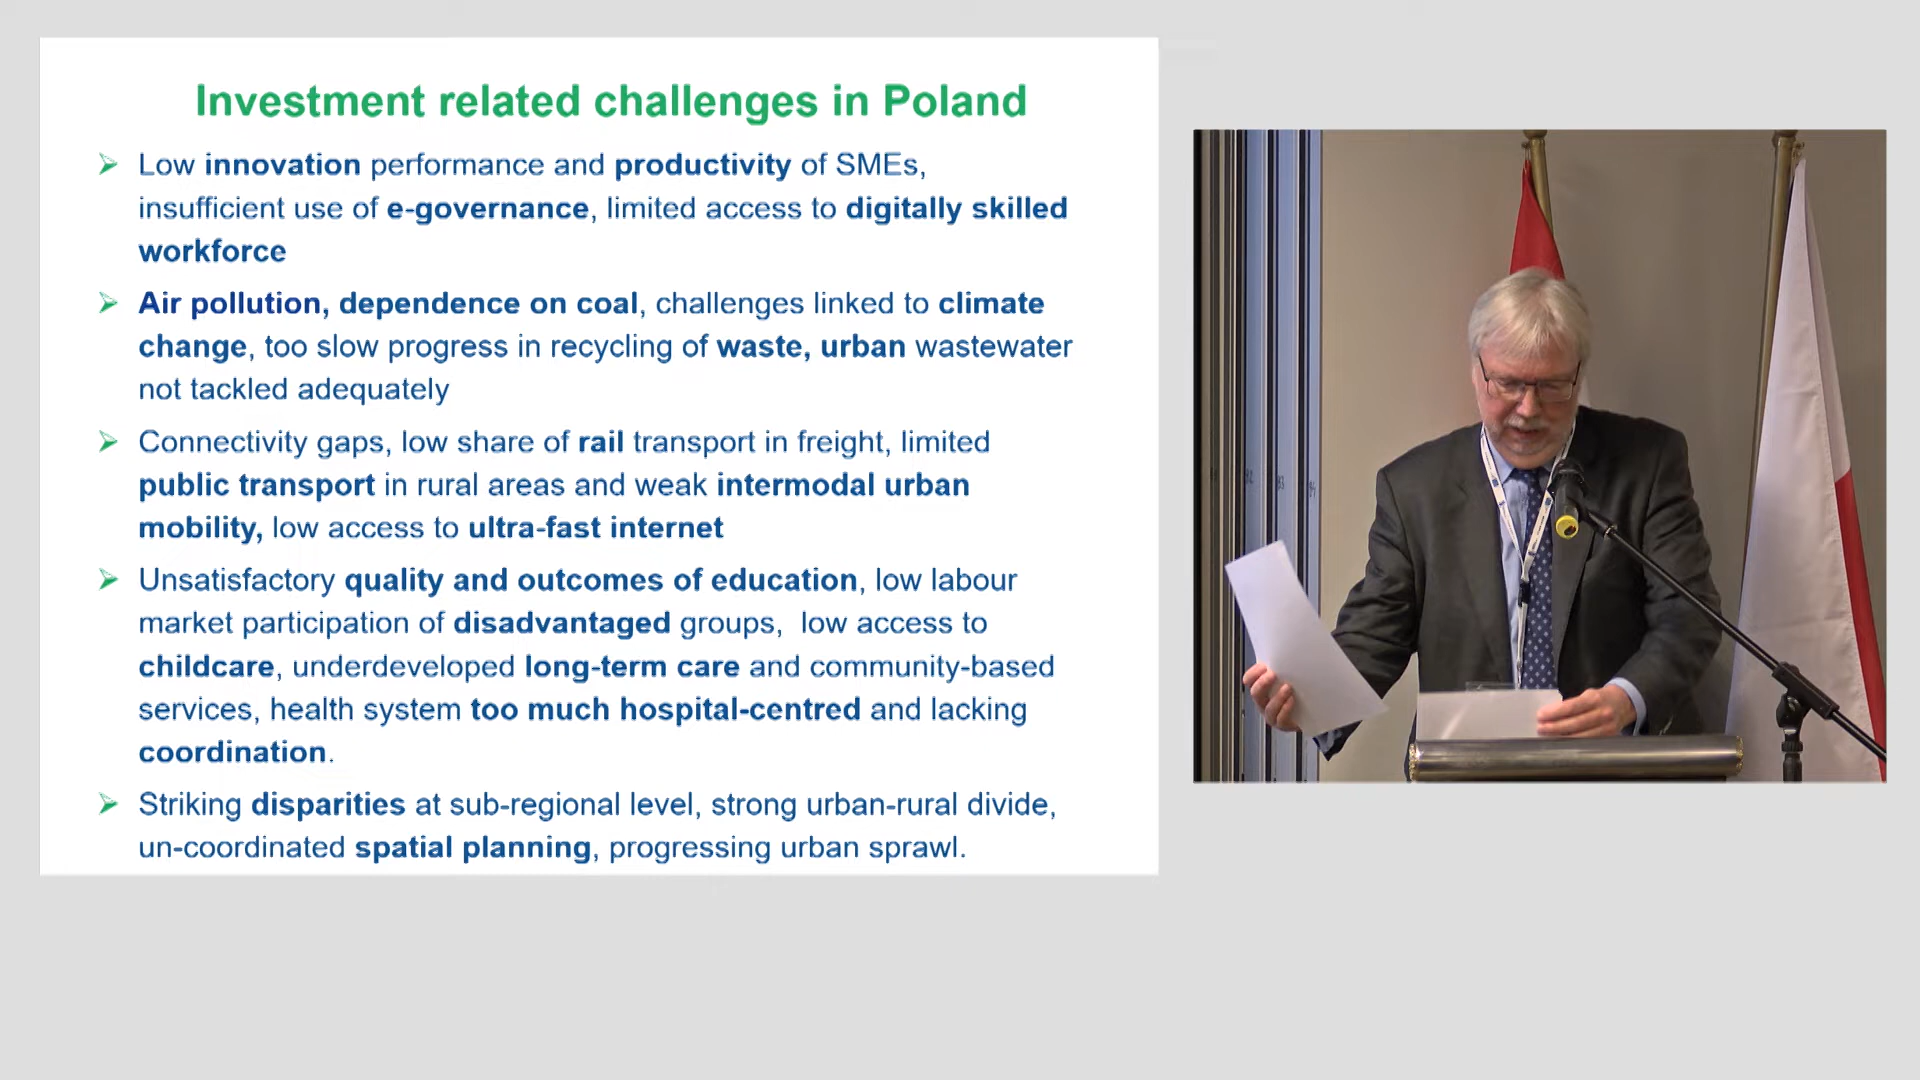 Investment related challenges in Poland
Low innovation performance and productivity of SMEs,
insufficient use of e-governance, limited access to digitally skilled
workforce
Air pollution, dependence on coal, challenges linked to climate
change, too slow progress in recycling of waste, urban wastewater
not tackled adequately
Connectivity gaps, low share of rail transport in freight, limited
public transport in rural areas and weak intermodal urban
mobility, low access to ultra-fast internet
Unsatisfactory quality and outcomes of education, low labour
market participation of disadvantaged groups,  low access to
childcare, underdeveloped long-term care and community-based
services, health system too much hospital-centred and lacking
coordination.
Striking disparities at sub-regional level, strong urban-rural divide,
un-coordinated spatial planning, progressing urban sprawl.